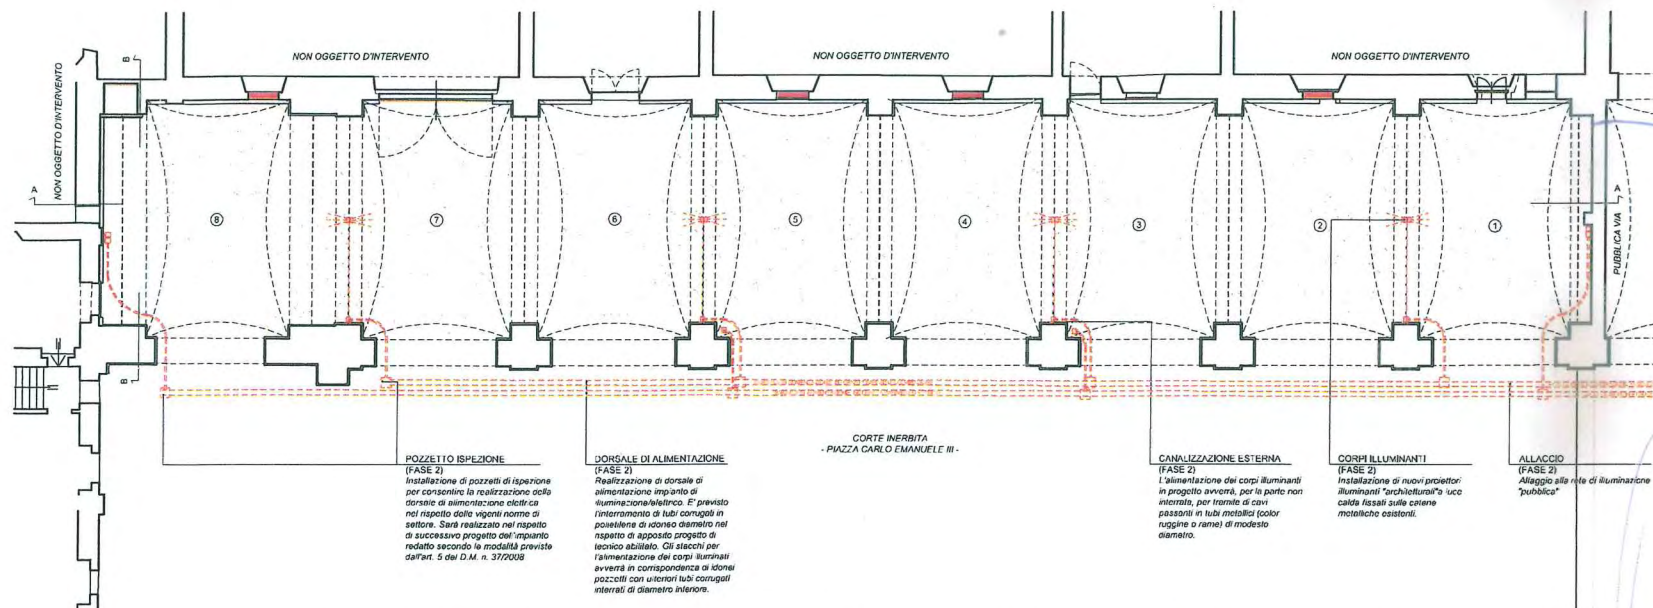 NON OGGETTO D'INTERVENTO
NON OGGETTO D'INTERVENTO
NON OGGETTO D'INTERVENTO
NON OGGETTO D'INTERVENTO
B
A
A
PUBBLICA VIA
8
7
6
5
4
3
2
1
B
CORTE INERBITA
- PIAZZA CARLO EMANUELE III -
POZZETTO ISPEZIONE
(FASE 2)
Installazione di pozzetti di ispezione
per consentire la realizzazione della
dorsale di alimentazione elettrica
nel rispetto delle vigenti norme di
settore. Sarà realizzato nel rispetto
di successivo progetto dell'impianto
redatto secondo le modalità previste
dall'art. 5 del D.M. n. 37/2008
DORSALE DI ALIMENTAZIONE
(FASE 2)
Realizzazione di dorsale di
alimentazione impianto di
illuminazione/elettrico. E' previsto
l'interramento di tubi corrugati in
polietilene di idoneo diametro nel
rispetto di apposito progetto di
tecnico abilitato. Gli stacchi per
l'alimentazione dei corpi illuminati
avverrà in corrispondenza di idonei
pozzetti con ulteriori tubi corrugati
interrati di diametro inferiore.
CANALIZZAZIONE ESTERNA
(FASE 2)
L'alimentazione dei corpi illuminanti
in progetto avverrà, per la parte non
interrata, per tramite di cavi
passanti in tubi metallici (color
ruggine o rame) di modesto
diametro.
CORPI ILLUMINANTI
(FASE 2)
Installazione di nuovi proiettori
illuminanti "architetturali" a luce
calda fissati sulle catene
metalliche esistenti.
ALLACCIO
(FASE 2)
Allaggio alla rete di illuminazione
"pubblica"